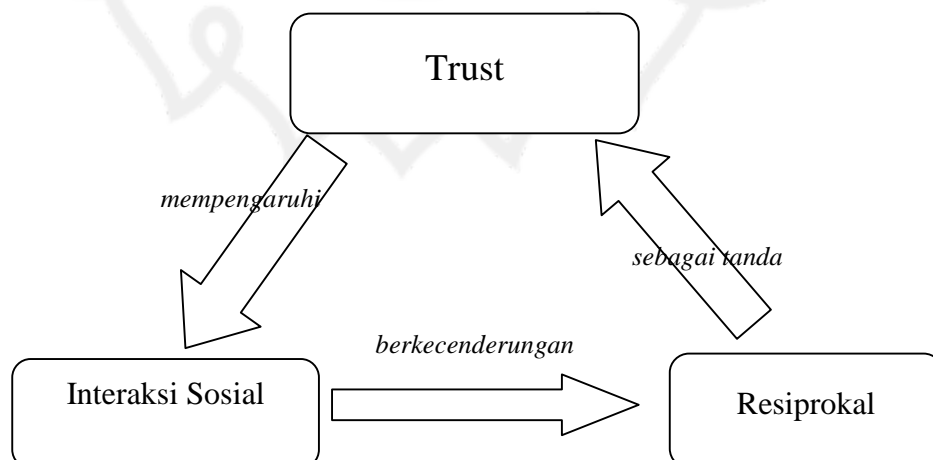 Trust
mempengaruhi
sebagai tanda
berkecenderungan
Interaksi Sosial
Resiprokal